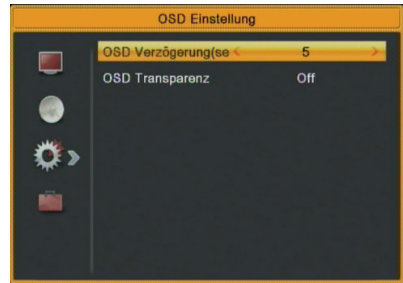 OSD Einstellung
OSD Verzögerung(se < 5 >
OSD Transparenz Off